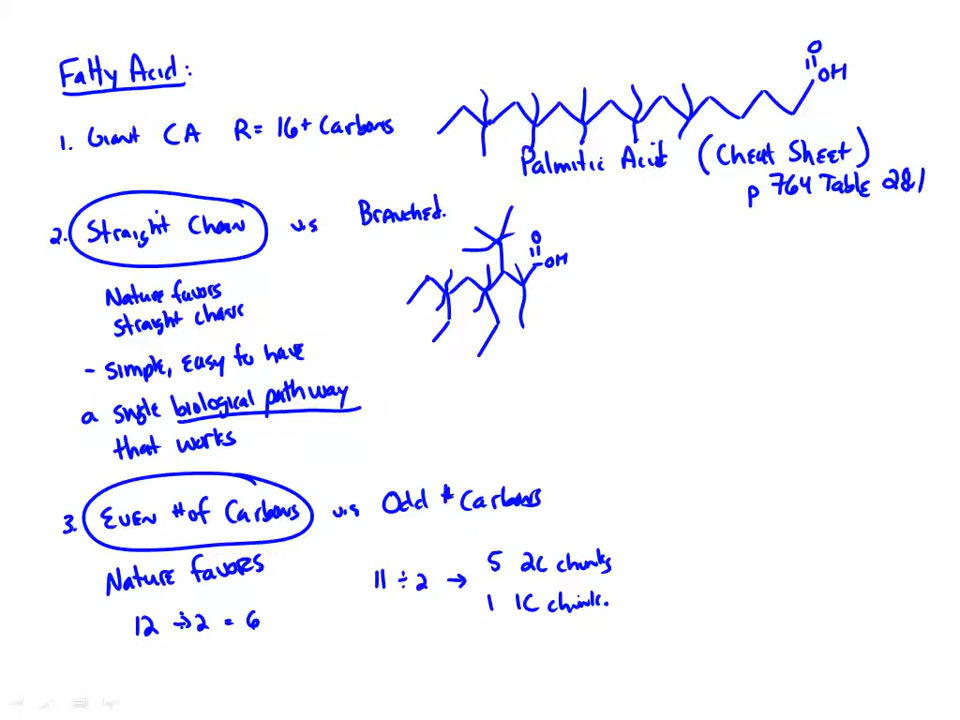 Fatty Acid:
O
OH
1. Giant CA R = 16+ Carbons
Palmitic Acid (Cheat Sheet)
p 764 Table 28.1
2. Straight Chain vs Branched.
O
OH
Nature favors
straight chains
- simple, easy to have
a single biological pathway
that works
3. Even # of Carbons vs Odd # Carbons
Nature favors
11 ÷ 2 → 5 2C chunks
1 1C chunk.
12 ÷ 2 = 6